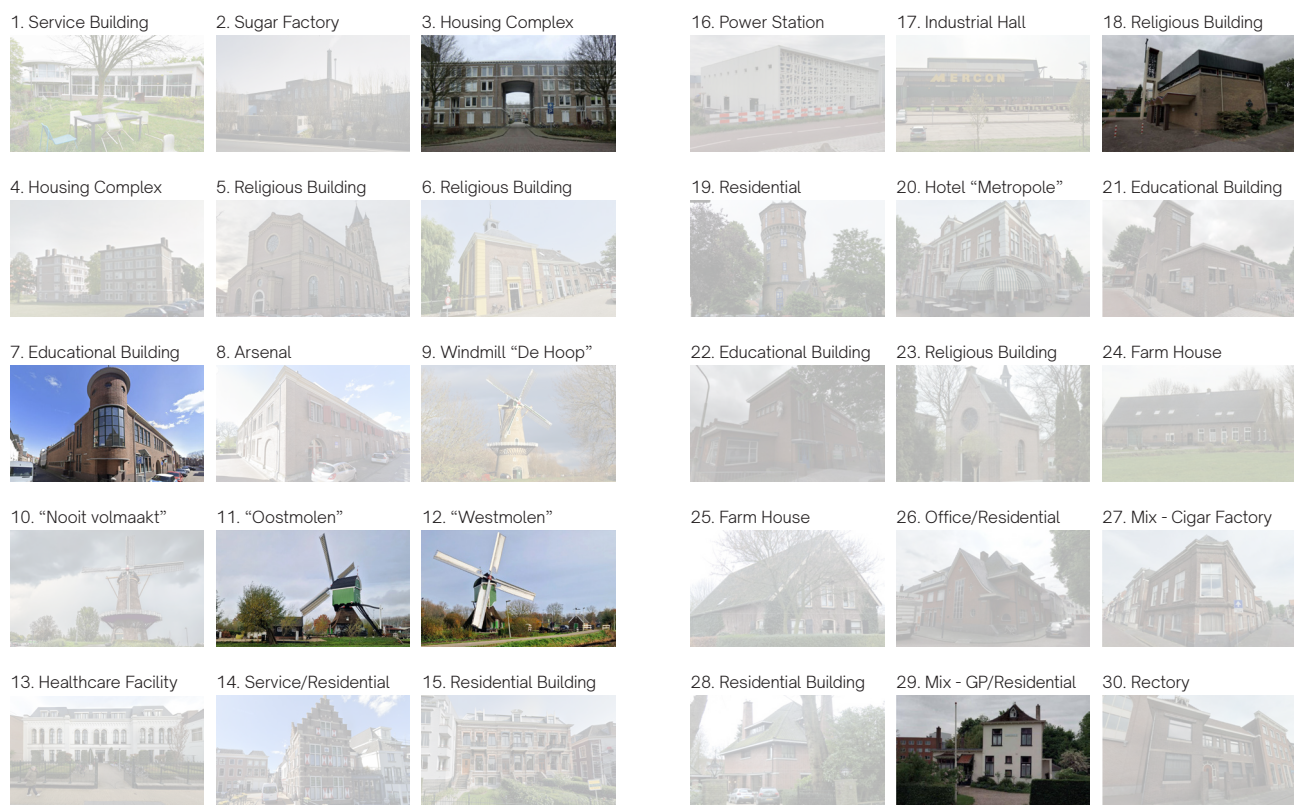 1. Service Building
2. Sugar Factory
3. Housing Complex
4. Housing Complex
5. Religious Building
6. Religious Building
7. Educational Building
8. Arsenal
9. Windmill “De Hoop”
10. “Nooit volmaakt”
11. “Oostmolen”
12. “Westmolen”
13. Healthcare Facility
14. Service/Residential
15. Residential Building
16. Power Station
17. Industrial Hall
MERCON
18. Religious Building
19. Residential
20. Hotel “Metropole”
21. Educational Building
22. Educational Building
23. Religious Building
24. Farm House
25. Farm House
26. Office/Residential
27. Mix - Cigar Factory
28. Residential Building
29. Mix - GP/Residential
30. Rectory